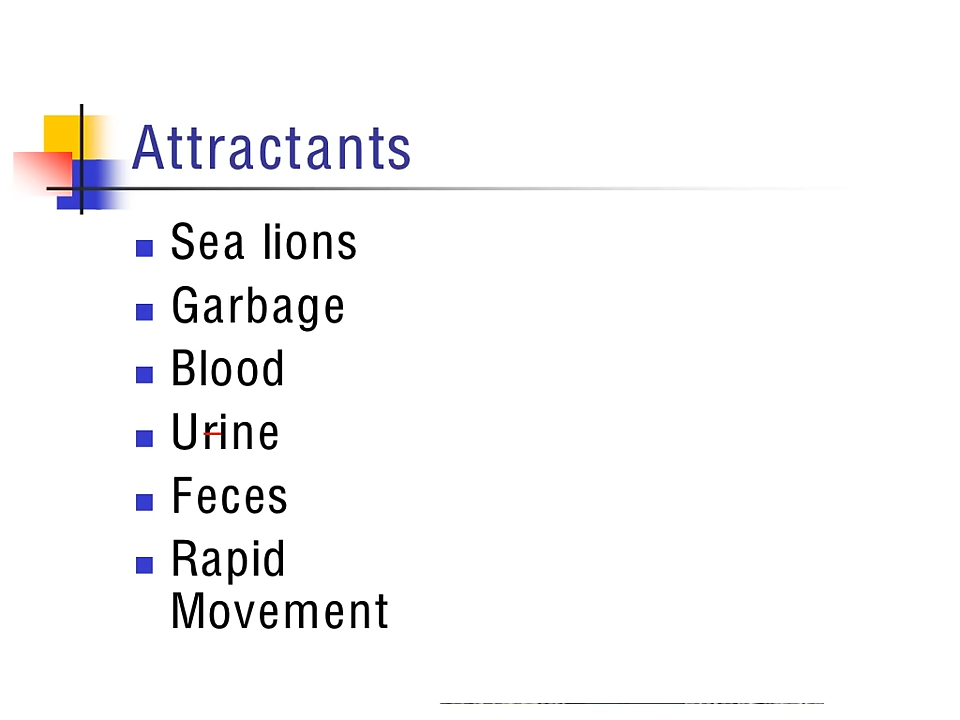 Attractants
Sea lions
Garbage
Blood
Urine
Feces
Rapid
Movement